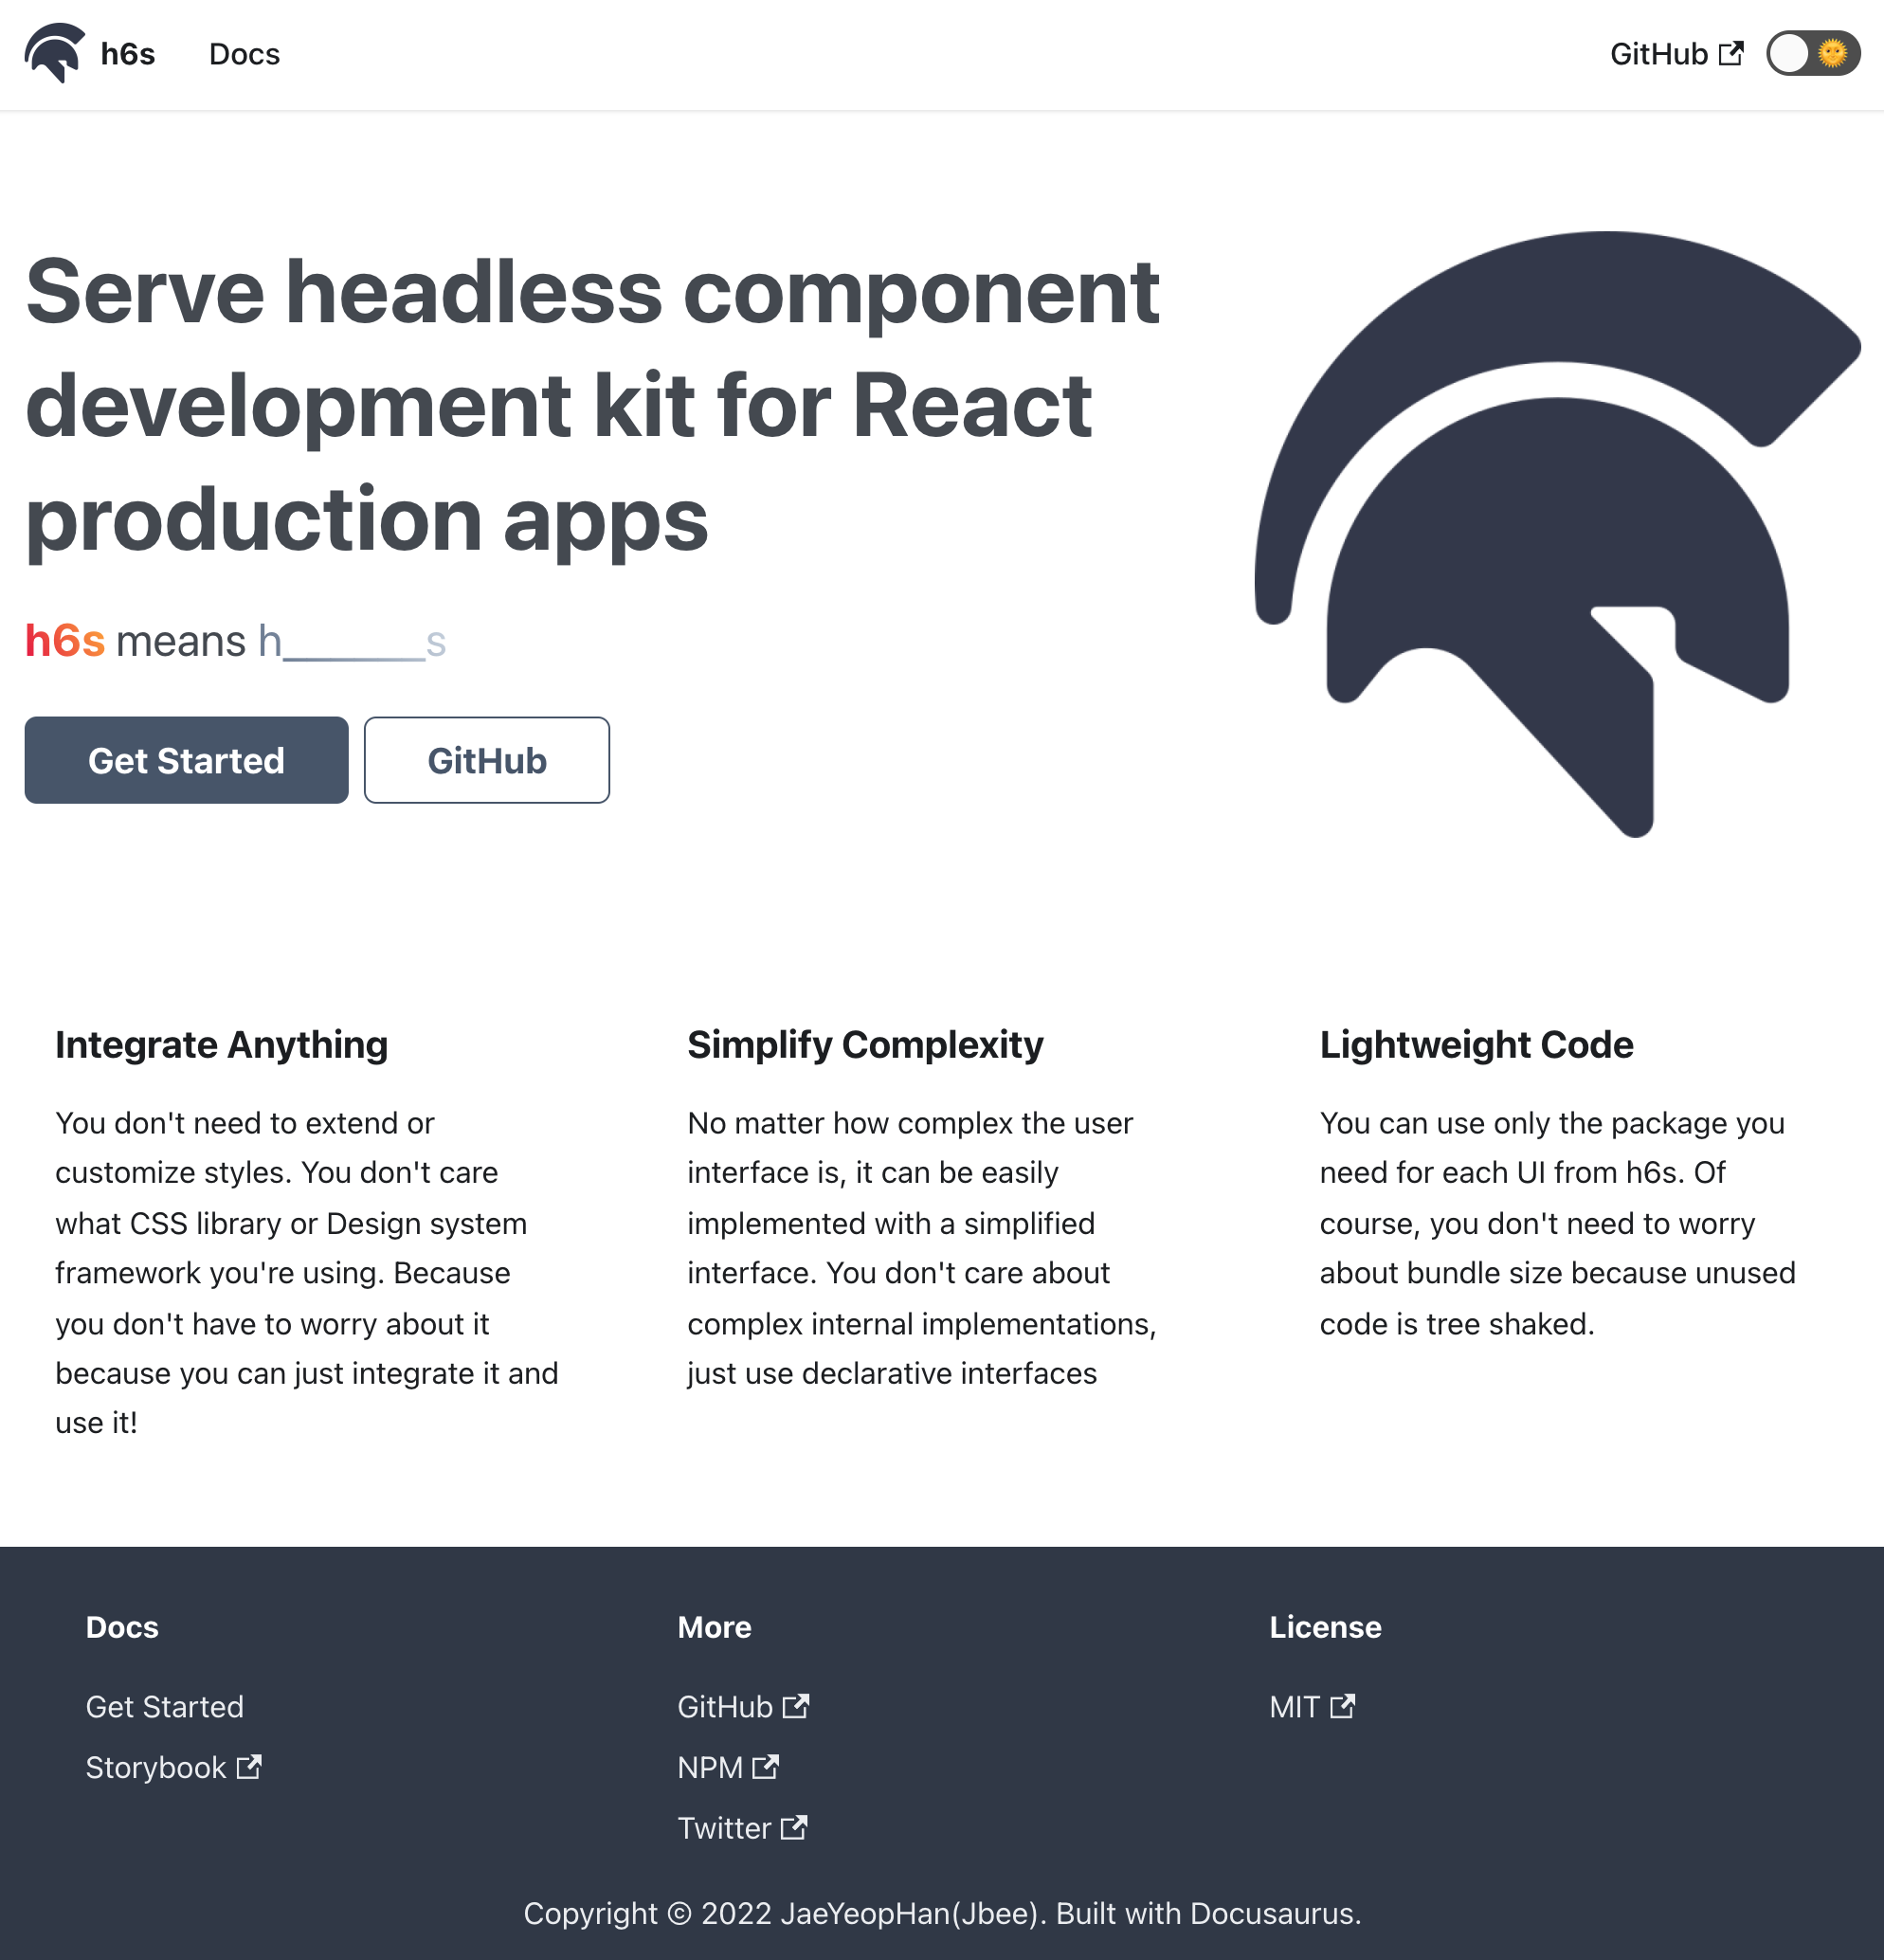 h6s Docs GitHub
Serve headless component
development kit for React
production apps
h6s means h______s
Get Started GitHub
Integrate Anything
You don't need to extend or
customize styles. You don't care
what CSS library or Design system
framework you're using. Because
you don't have to worry about it
because you can just integrate it and
use it!
Simplify Complexity
No matter how complex the user
interface is, it can be easily
implemented with a simplified
interface. You don't care about
complex internal implementations,
just use declarative interfaces
Lightweight Code
You can use only the package you
need for each UI from h6s. Of
course, you don't need to worry
about bundle size because unused
code is tree shaked.
Docs
Get Started
Storybook
More
GitHub
NPM
Twitter
License
MIT
Copyright © 2022 JaeYeopHan(Jbee). Built with Docusaurus.